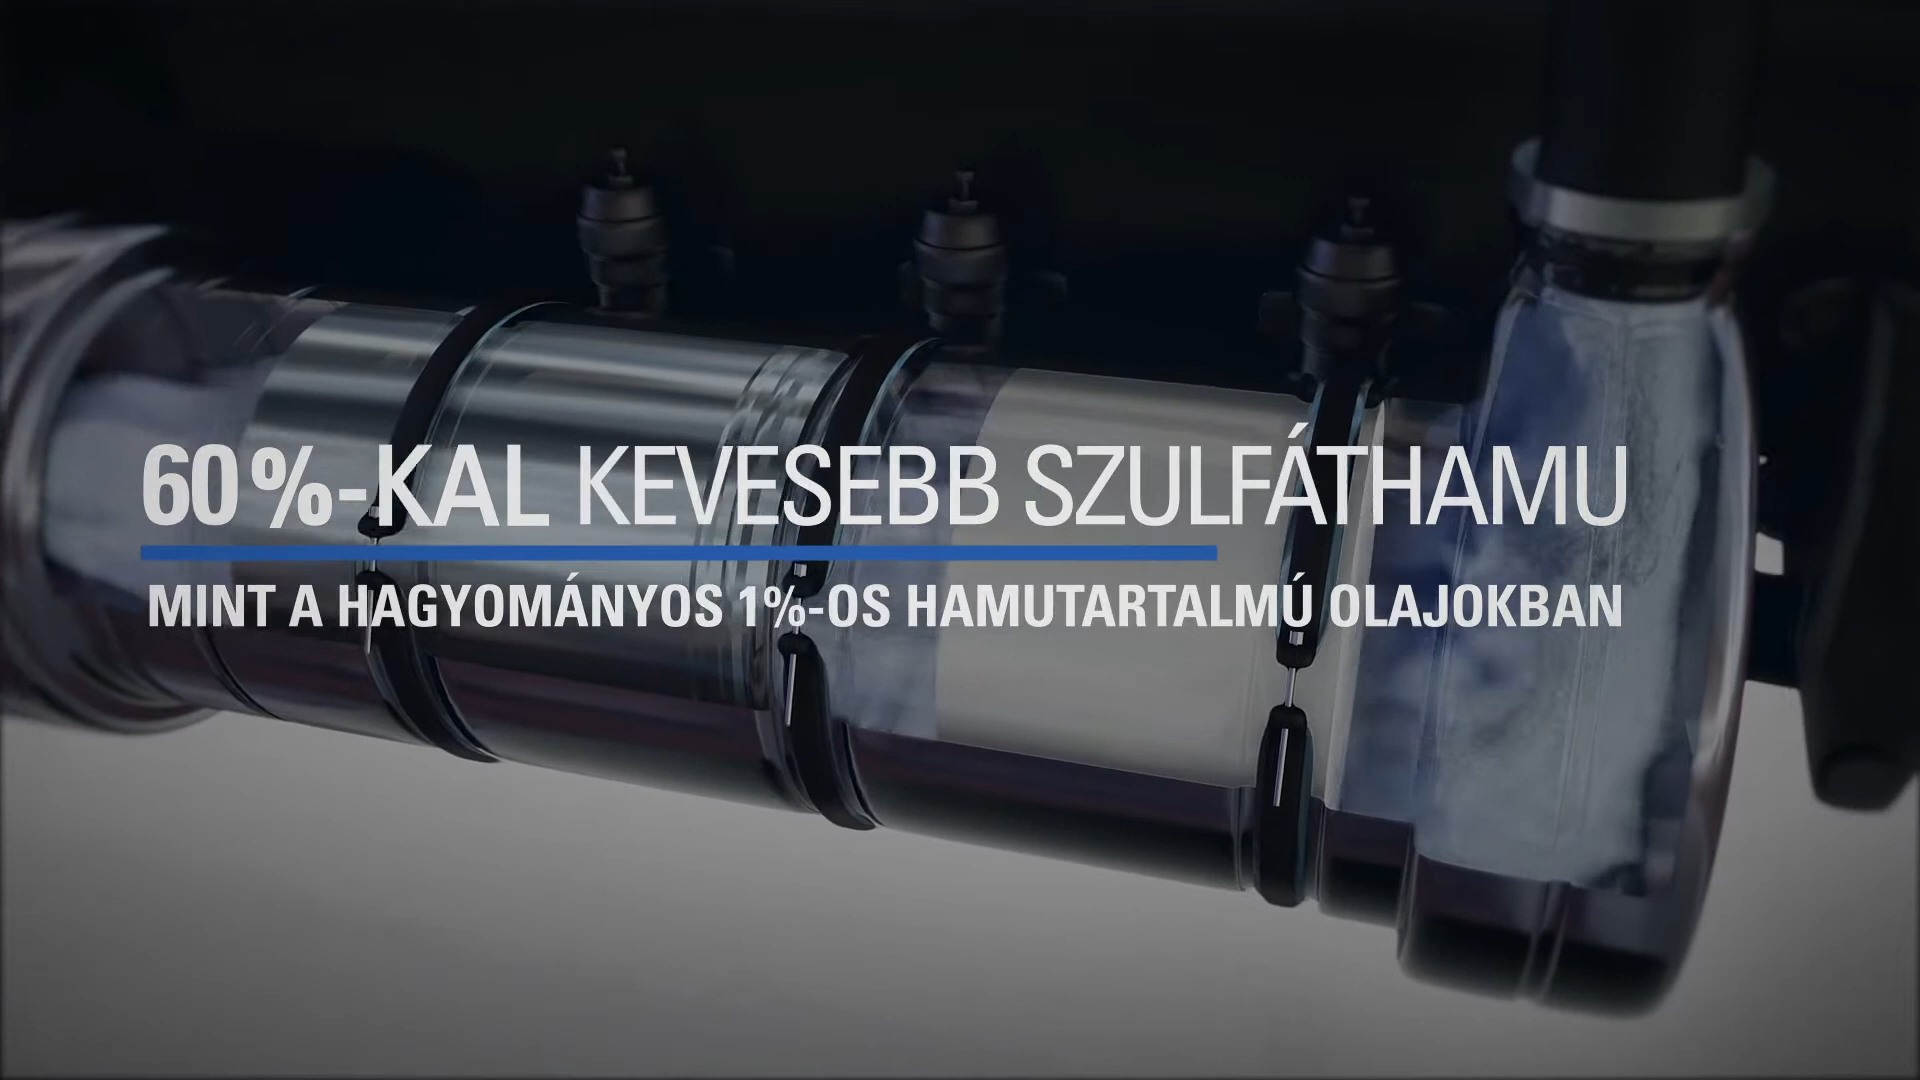 60%-KAL KEVESEBB SZULFÁTHAMU
MINT A HAGYOMÁNYOS 1%-OS HAMUTARTALMÚ OLAJOKBAN